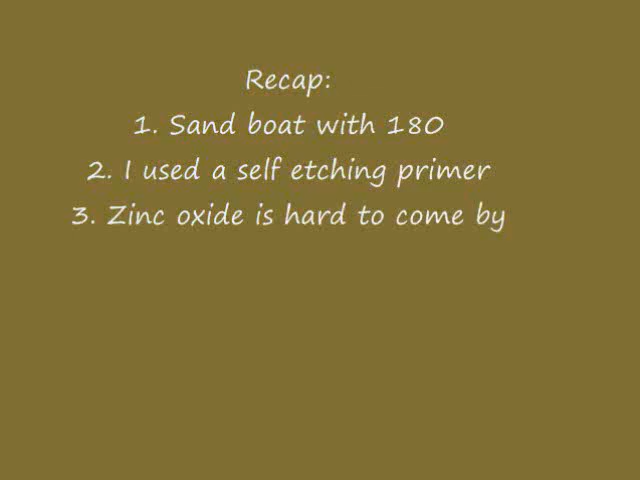 Recap:
1. Sand boat with 180
2. I used a self etching primer
3. Zinc oxide is hard to come by